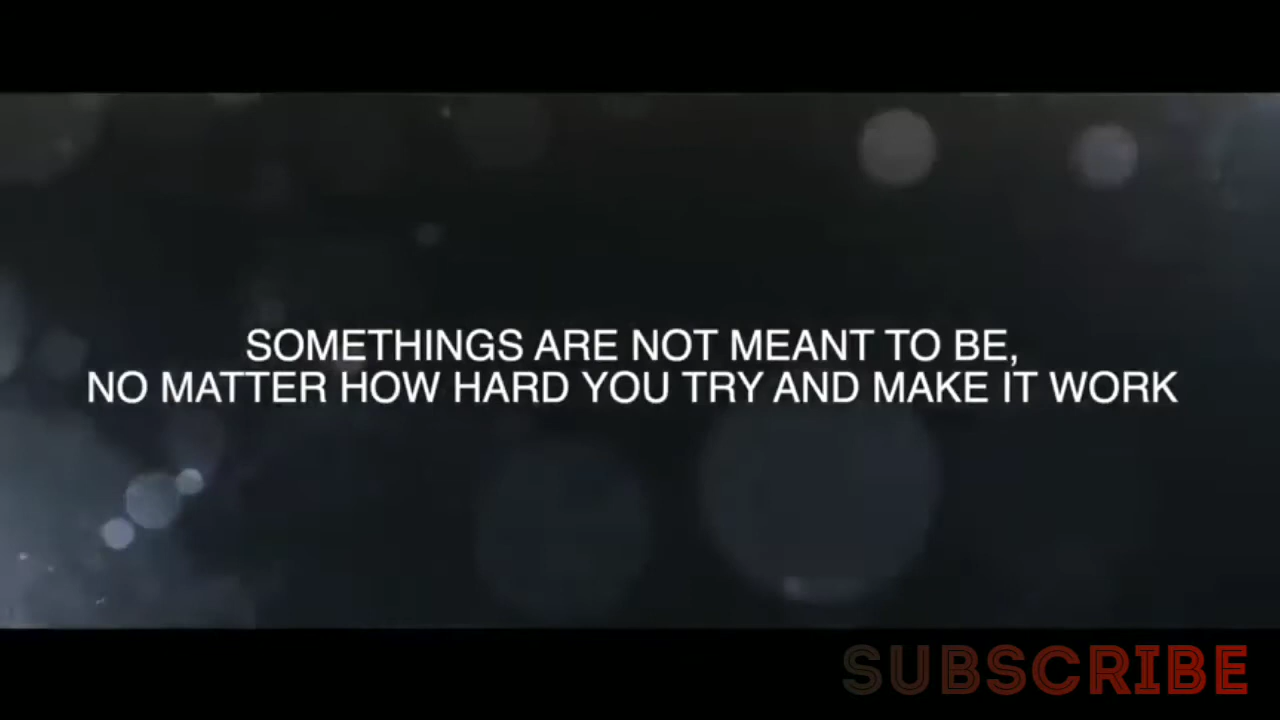 SOMETHINGS ARE NOT MEANT TO BE,
NO MATTER HOW HARD YOU TRY AND MAKE IT WORK
SUBSCRIBE